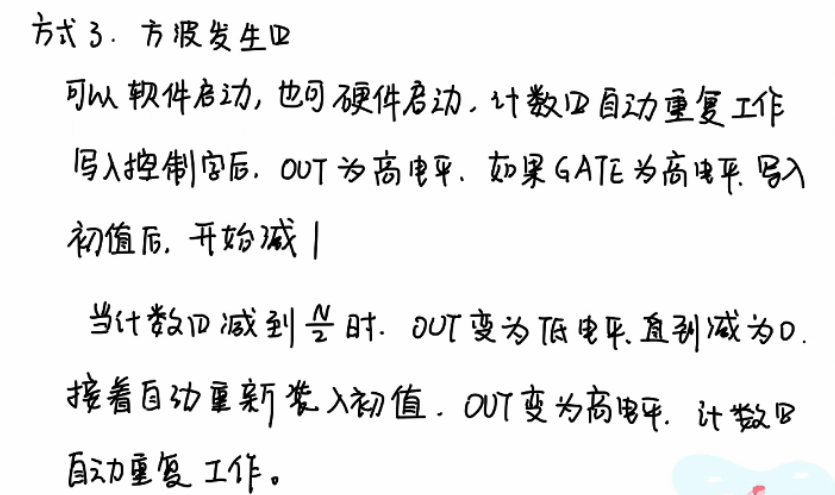 方式3. 方波发生口
可以软件启动,也可硬件启动.计数口自动重复工作
写入控制字后. OUT为高电平. 如果GATE为高电平.写入
初值后. 开始减1
当计数口减到N/2时. OUT变为低电平.直到减为0.
接着自动重新装入初值. OUT变为高电平. 计数口
自动重复工作。